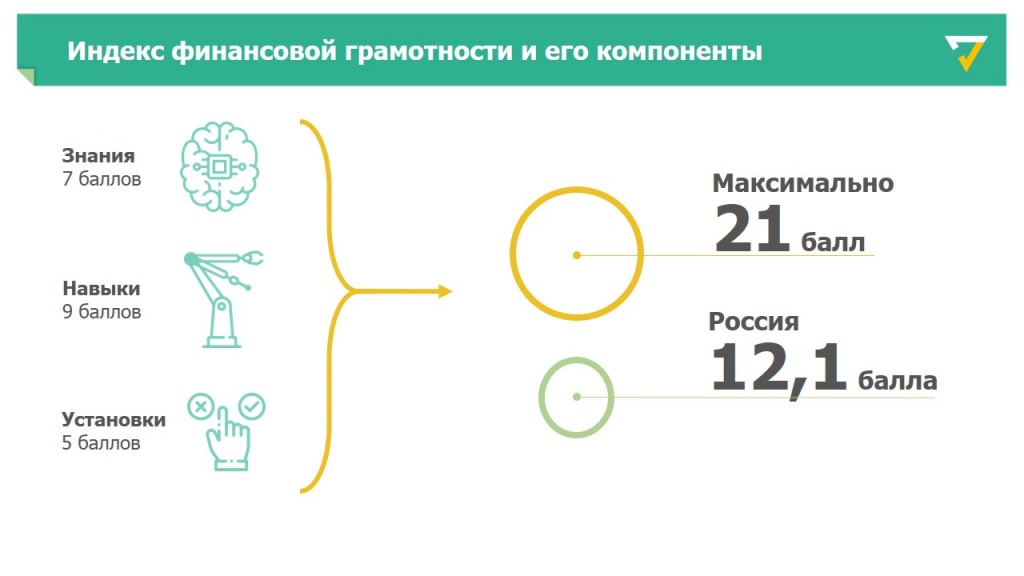 Индекс финансовой грамотности и его компоненты
Знания
7 баллов
Навыки
9 баллов
Установки
5 баллов
Максимально
21 балл
Россия
12,1 балла